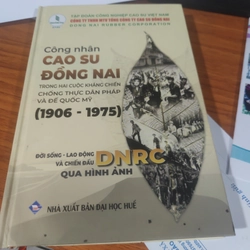 TẬP ĐOÀN CÔNG NGHIỆP CAO SU VIỆT NAM
CÔNG TY TNHH MTV TỔNG CÔNG TY CAO SU ĐỒNG NAI
DONG NAI RUBBER CORPORATION
Công nhân
CAO SU
ĐỒNG NAI
TRONG HAI CUỘC KHÁNG CHIẾN
CHỐNG THỰC DÂN PHÁP
VÀ ĐẾ QUỐC MỸ
(1906 - 1975)
ĐỜI SỐNG - LAO ĐỘNG
VÀ CHIẾN ĐẤU
DNRC
QUA HÌNH ẢNH
NHÀ XUẤT BẢN ĐẠI HỌC HUẾ